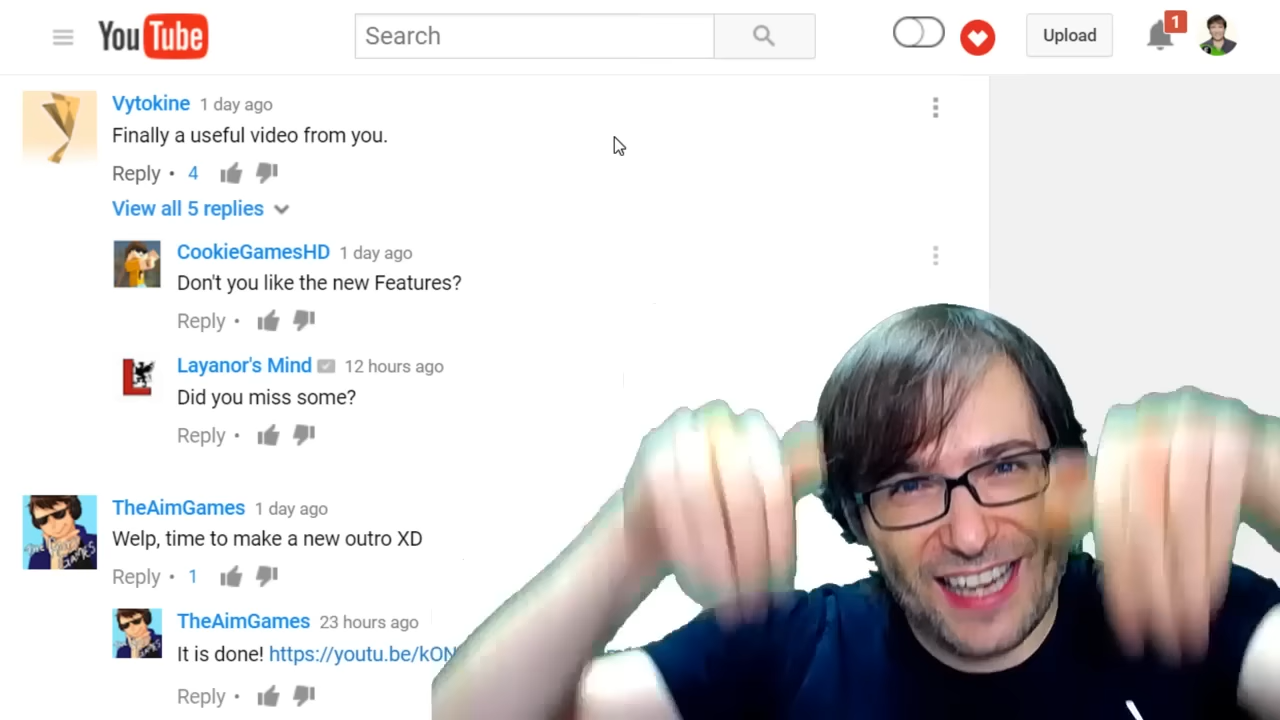 YouTube
Search
Upload
1
Vytokine 1 day ago
Finally a useful video from you.
Reply • 4
View all 5 replies
CookieGamesHD 1 day ago
Don't you like the new Features?
Reply •
Layanor's Mind 12 hours ago
Did you miss some?
Reply •
TheAimGames 1 day ago
Welp, time to make a new outro XD
Reply • 1
TheAimGames 23 hours ago
It is done! https://youtu.be/kON
Reply •